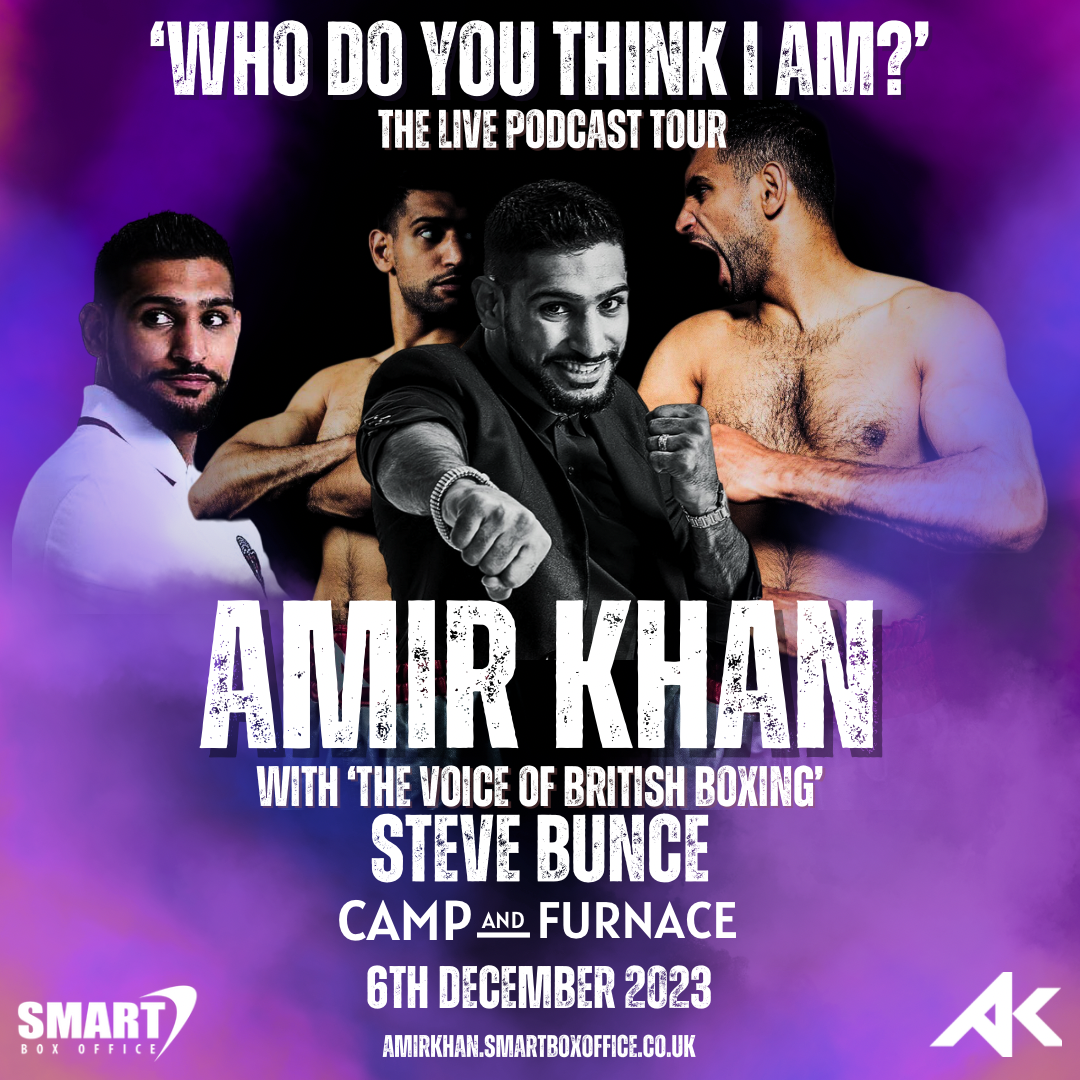 ‘WHO DO YOU THINK I AM?’
THE LIVE PODCAST TOUR
AMIR KHAN
WITH ‘THE VOICE OF BRITISH BOXING’
STEVE BUNCE
CAMP AND FURNACE
6TH DECEMBER 2023
AMIRKHAN.SMARTBOXOFFICE.CO.UK
SMART
BOX OFFICE
AK